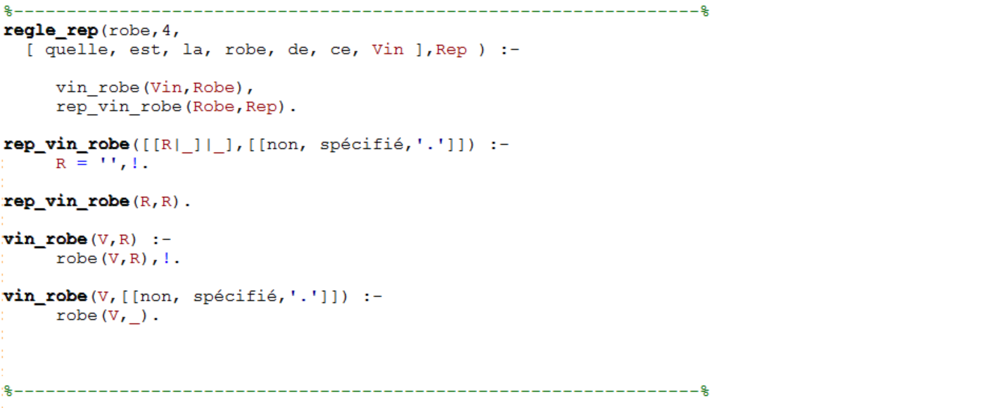 %-----------------------------------------------------------------%
regle_rep(robe,4,
  [ quelle, est, la, robe, de, ce, Vin ],Rep ) :-
     vin_robe(Vin,Robe),
     rep_vin_robe(Robe,Rep).
rep_vin_robe([[R|_]|_],[[non, spécifié,'.']]) :-
     R = '',!.
rep_vin_robe(R,R).
vin_robe(V,R) :-
     robe(V,R),!.
vin_robe(V,[[non, spécifié,'.']]) :-
     robe(V,_).
%-----------------------------------------------------------------%